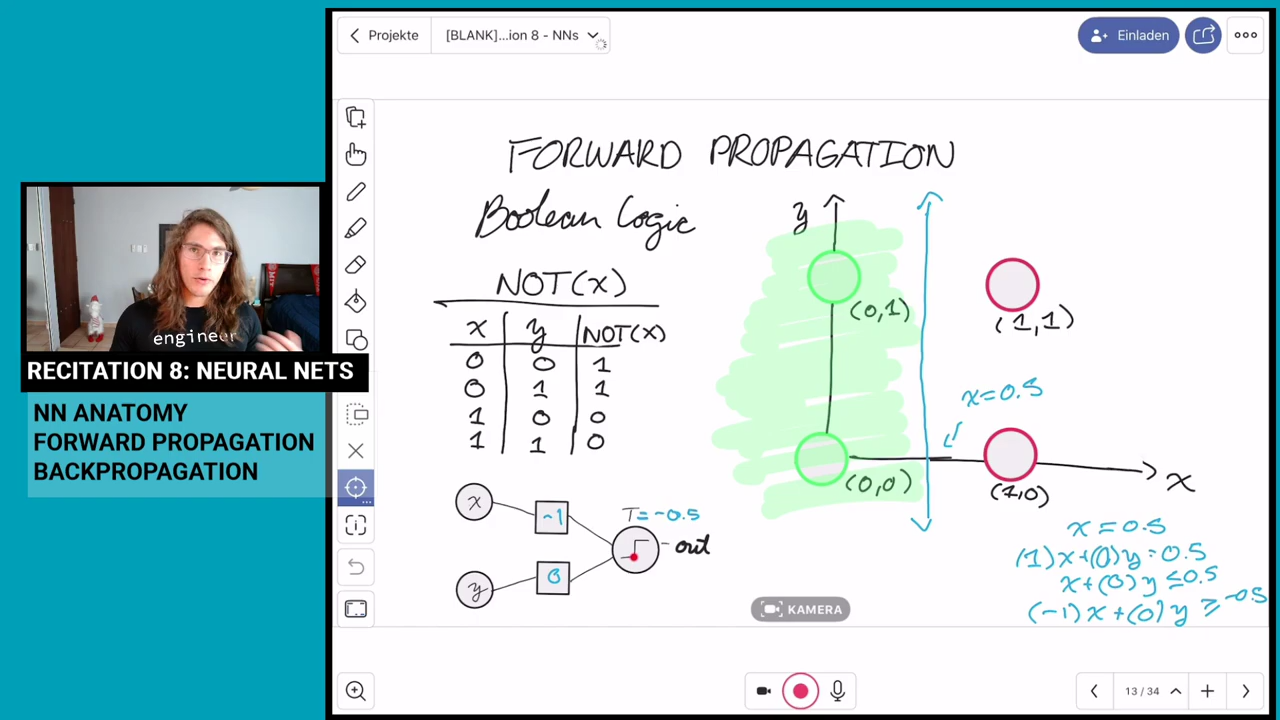 Projekte
[BLANK]...ion 8 - NNs
Einladen
FORWARD PROPAGATION
Boolean Logic
NOT(x)
x y NOT(x)
0 0 1
0 1 1
1 0 0
1 1 0
x
-1
T=-0.5
out
y
0
y
(0,1)
(1,1)
x=0.5
(0,0)
(1,0)
x
x=0.5
(1)x+(0)y=0.5
x+(0)y≤0.5
(-1)x+(0)y≥-0.5
engineer
RECITATION 8: NEURAL NETS
NN ANATOMY
FORWARD PROPAGATION
BACKPROPAGATION
KAMERA
13 / 34